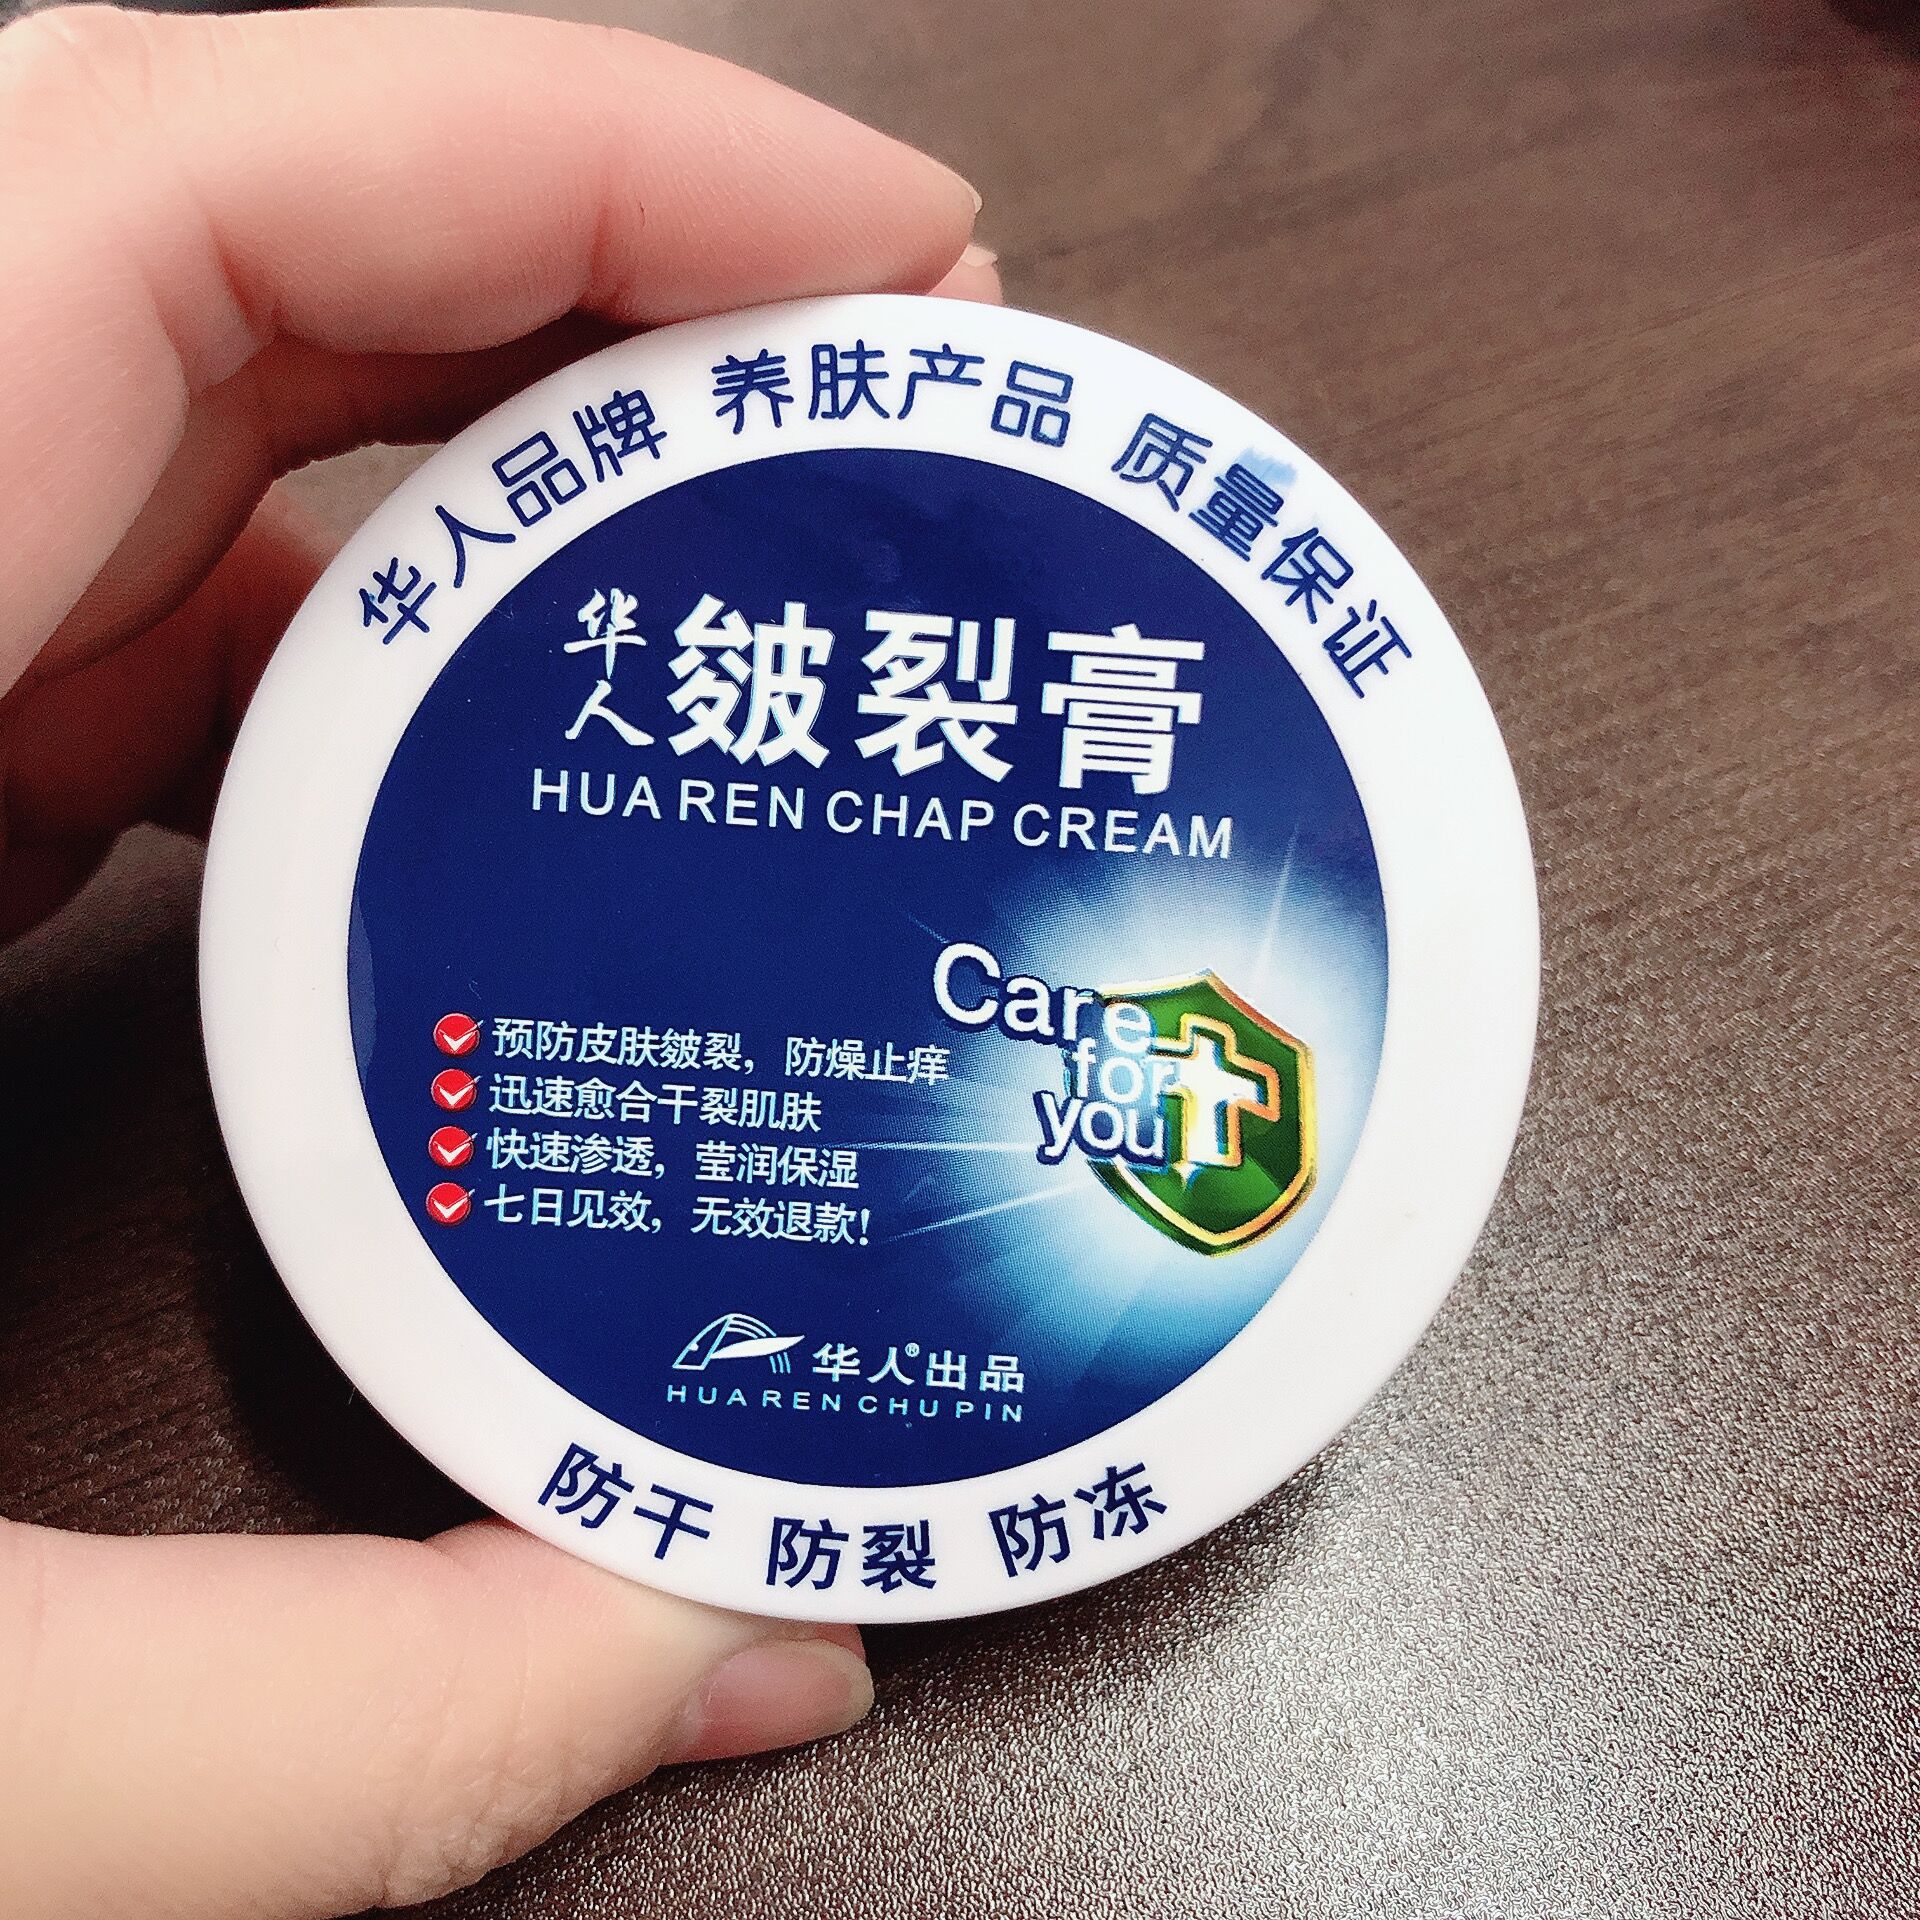 华人品牌 养肤产品 质量保证
华人 皴裂膏
HUA REN CHAP CREAM
Care
for
you
预防皮肤皴裂，防燥止痒
迅速愈合干裂肌肤
快速渗透，莹润保湿
七日见效，无效退款！
华人®出品
HUA REN CHU PIN
防干 防裂 防冻